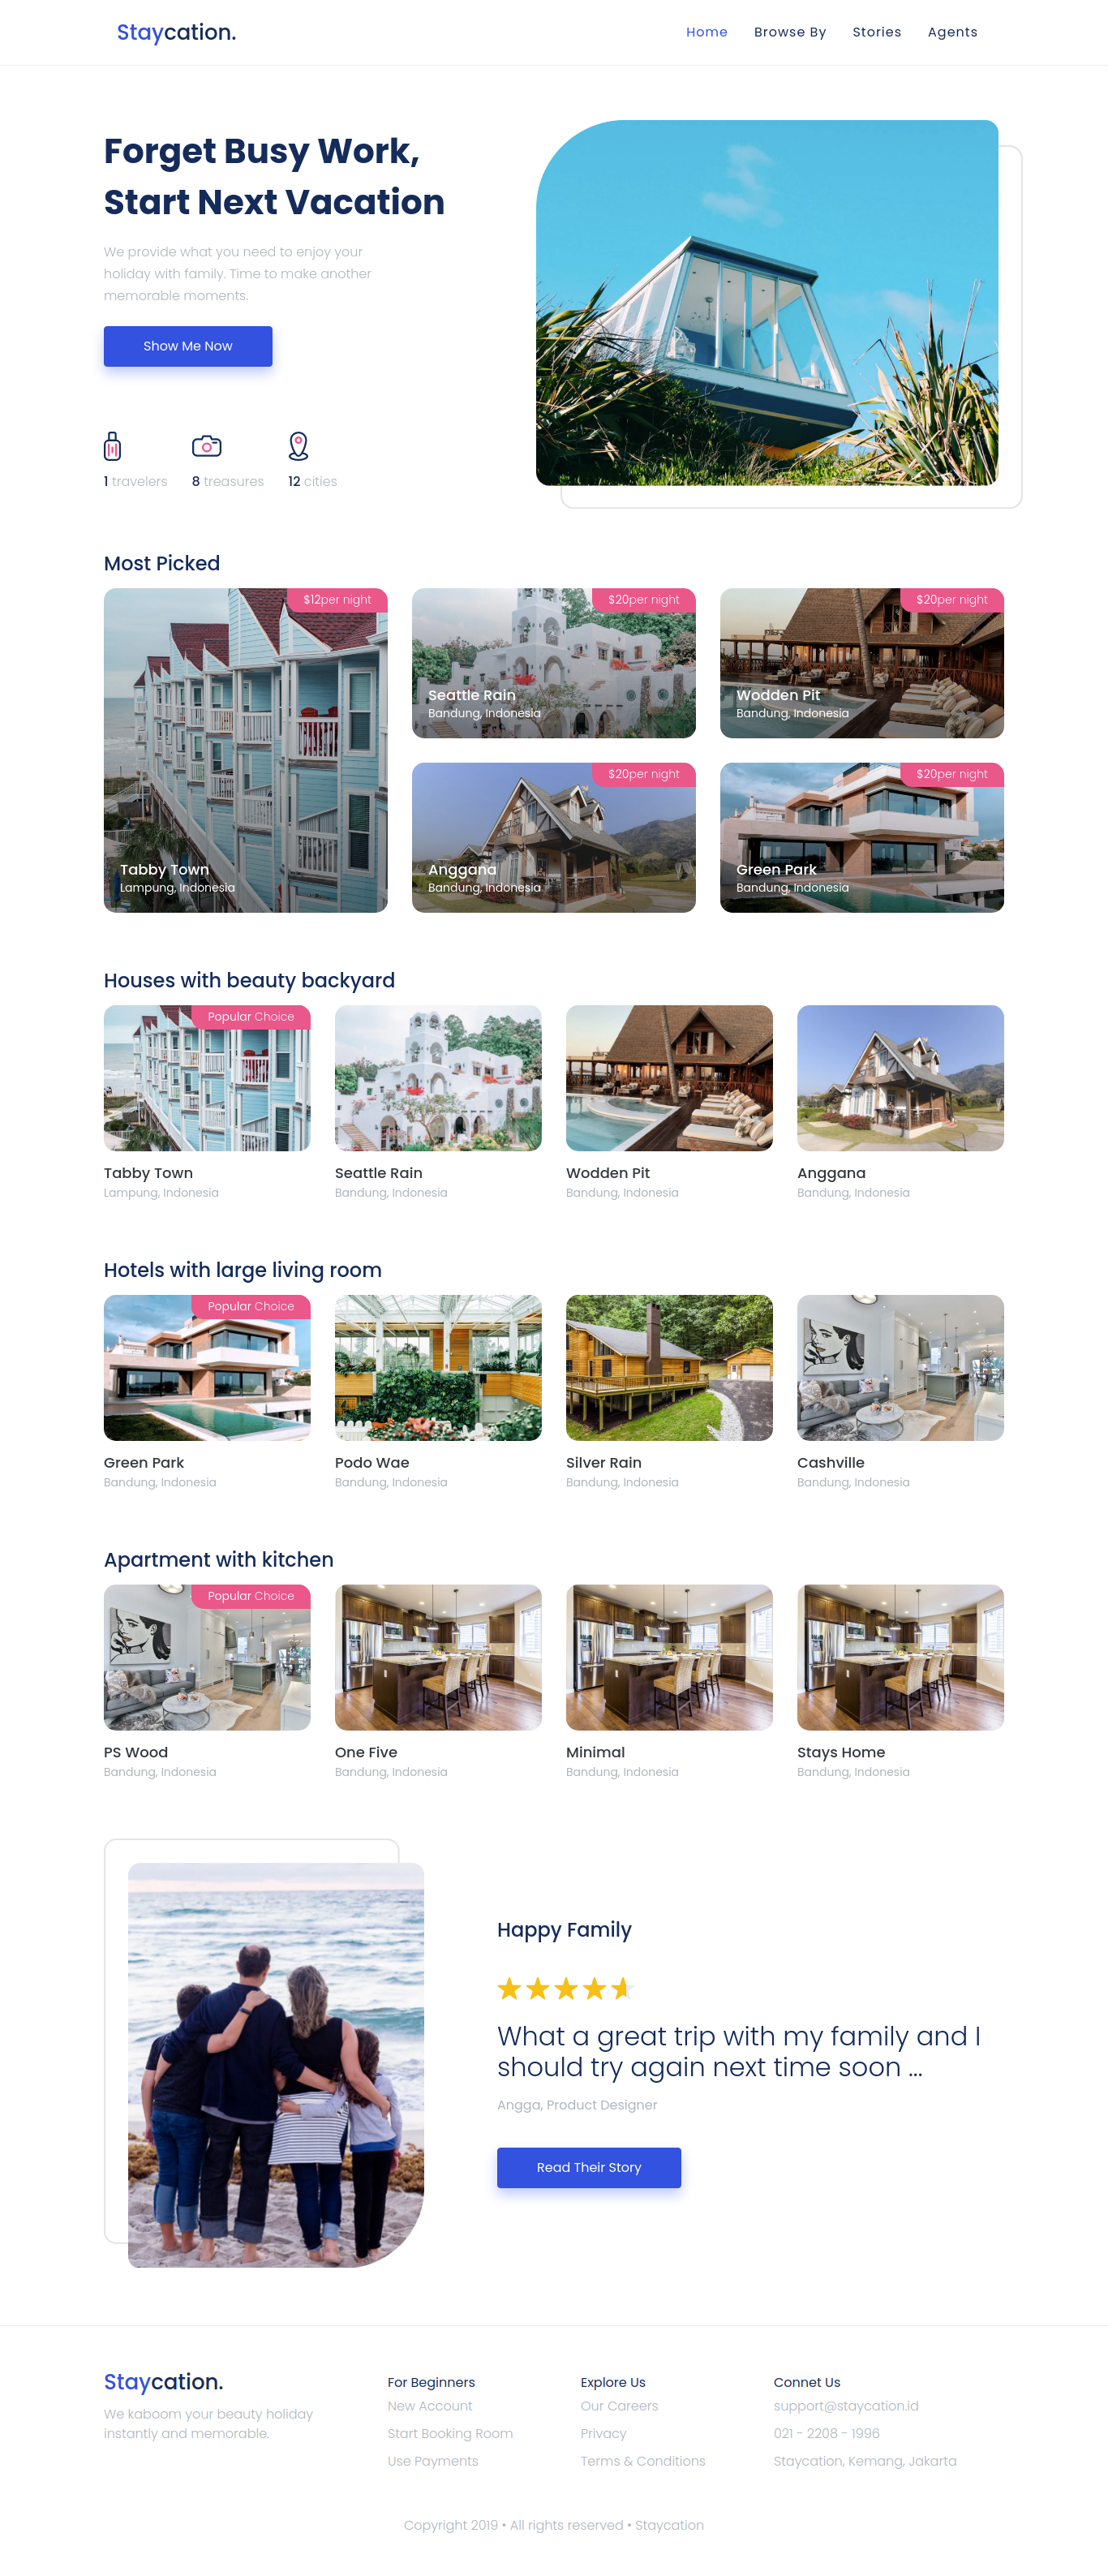 Staycation.
Home Browse By Stories Agents
Forget Busy Work,
Start Next Vacation
We provide what you need to enjoy your
holiday with family. Time to make another
memorable moments.
Show Me Now
1 travelers
8 treasures
12 cities
Most Picked
$12per night
Tabby Town
Lampung, Indonesia
$20per night
Seattle Rain
Bandung, Indonesia
$20per night
Wodden Pit
Bandung, Indonesia
$20per night
Anggana
Bandung, Indonesia
$20per night
Green Park
Bandung, Indonesia
Houses with beauty backyard
Popular Choice
Tabby Town
Lampung, Indonesia
Seattle Rain
Bandung, Indonesia
Wodden Pit
Bandung, Indonesia
Anggana
Bandung, Indonesia
Hotels with large living room
Popular Choice
Green Park
Bandung, Indonesia
Podo Wae
Bandung, Indonesia
Silver Rain
Bandung, Indonesia
Cashville
Bandung, Indonesia
Apartment with kitchen
Popular Choice
PS Wood
Bandung, Indonesia
One Five
Bandung, Indonesia
Minimal
Bandung, Indonesia
Stays Home
Bandung, Indonesia
Happy Family
What a great trip with my family and I
should try again next time soon ...
Angga, Product Designer
Read Their Story
Staycation.
We kaboom your beauty holiday
instantly and memorable.
For Beginners
New Account
Start Booking Room
Use Payments
Explore Us
Our Careers
Privacy
Terms & Conditions
Connet Us
support@staycation.id
021 - 2208 - 1996
Staycation, Kemang, Jakarta
Copyright 2019 • All rights reserved • Staycation